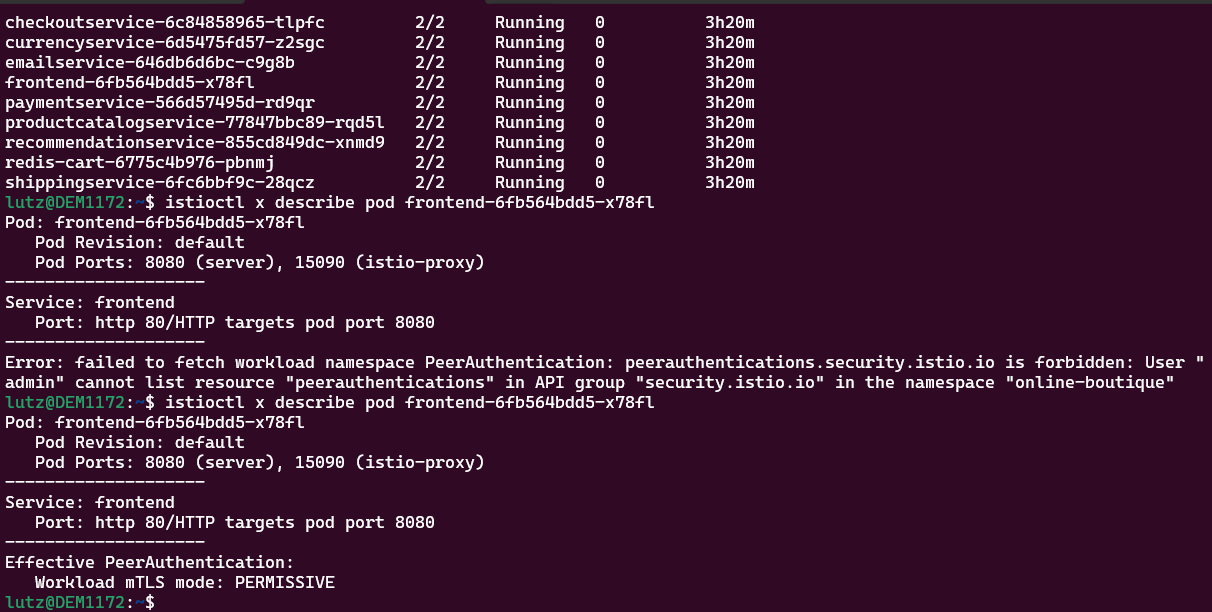 checkoutservice-6c84858965-tlpfc         2/2     Running   0          3h20m
currencyservice-6d5475fd57-z2sgc         2/2     Running   0          3h20m
emailservice-646db6d6bc-c9g8b            2/2     Running   0          3h20m
frontend-6fb564bdd5-x78fl                2/2     Running   0          3h20m
paymentservice-566d57495d-rd9qr          2/2     Running   0          3h20m
productcatalogservice-77847bbc89-rqd5l   2/2     Running   0          3h20m
recommendationservice-855cd849dc-xnmd9   2/2     Running   0          3h20m
redis-cart-6775c4b976-pbnmj              2/2     Running   0          3h20m
shippingservice-6fc6bbf9c-28qcz          2/2     Running   0          3h20m
lutz@DEM1172:~$ istioctl x describe pod frontend-6fb564bdd5-x78fl
Pod: frontend-6fb564bdd5-x78fl
   Pod Revision: default
   Pod Ports: 8080 (server), 15090 (istio-proxy)
--------------------
Service: frontend
   Port: http 80/HTTP targets pod port 8080
--------------------
Error: failed to fetch workload namespace PeerAuthentication: peerauthentications.security.istio.io is forbidden: User "
admin" cannot list resource "peerauthentications" in API group "security.istio.io" in the namespace "online-boutique"
lutz@DEM1172:~$ istioctl x describe pod frontend-6fb564bdd5-x78fl
Pod: frontend-6fb564bdd5-x78fl
   Pod Revision: default
   Pod Ports: 8080 (server), 15090 (istio-proxy)
--------------------
Service: frontend
   Port: http 80/HTTP targets pod port 8080
--------------------
Effective PeerAuthentication:
   Workload mTLS mode: PERMISSIVE
lutz@DEM1172:~$